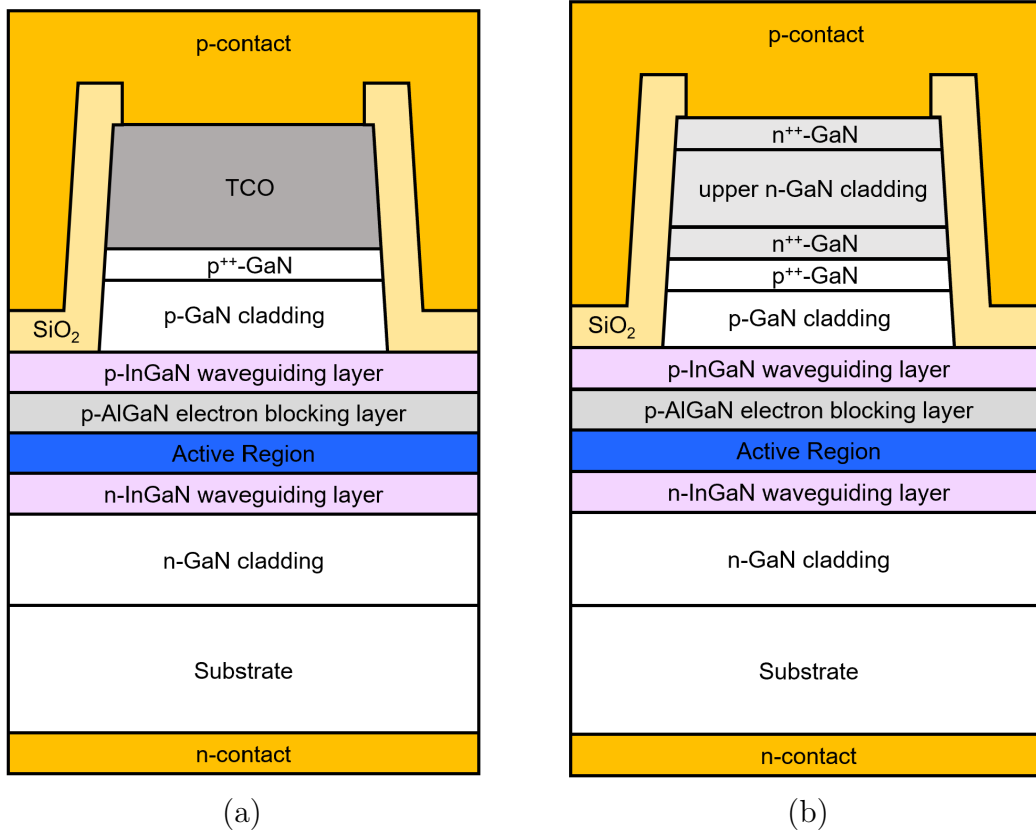 p-contact
TCO
p⁺⁺-GaN
p-GaN cladding
SiO₂
p-InGaN waveguiding layer
p-AlGaN electron blocking layer
Active Region
n-InGaN waveguiding layer
n-GaN cladding
Substrate
n-contact
(a)
p-contact
n⁺⁺-GaN
upper n-GaN cladding
n⁺⁺-GaN
p⁺⁺-GaN
p-GaN cladding
SiO₂
p-InGaN waveguiding layer
p-AlGaN electron blocking layer
Active Region
n-InGaN waveguiding layer
n-GaN cladding
Substrate
n-contact
(b)